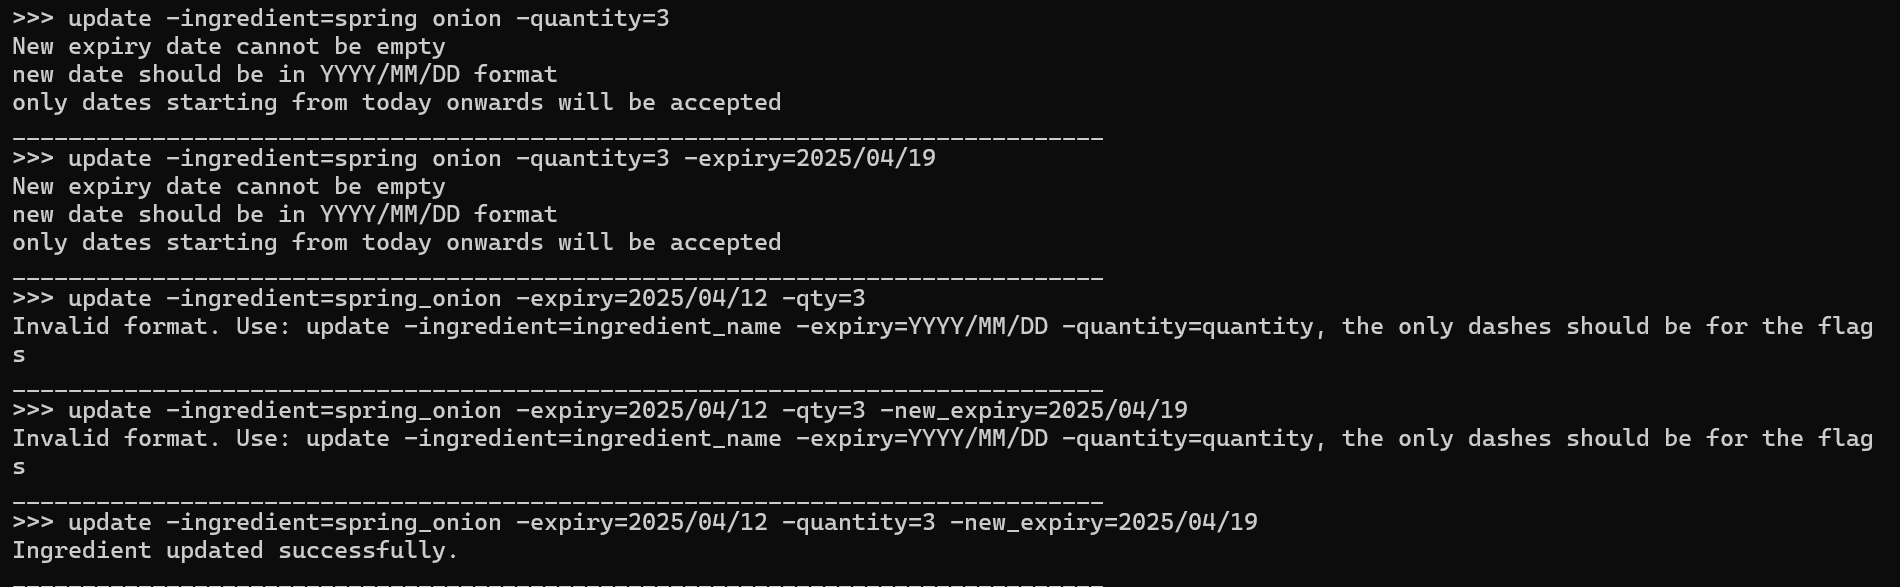 >>> update -ingredient=spring onion -quantity=3
New expiry date cannot be empty
new date should be in YYYY/MM/DD format
only dates starting from today onwards will be accepted
______________________________________________________________________________
>>> update -ingredient=spring onion -quantity=3 -expiry=2025/04/19
New expiry date cannot be empty
new date should be in YYYY/MM/DD format
only dates starting from today onwards will be accepted
______________________________________________________________________________
>>> update -ingredient=spring_onion -expiry=2025/04/12 -qty=3
Invalid format. Use: update -ingredient=ingredient_name -expiry=YYYY/MM/DD -quantity=quantity, the only dashes should be for the flag
s
______________________________________________________________________________
>>> update -ingredient=spring_onion -expiry=2025/04/12 -qty=3 -new_expiry=2025/04/19
Invalid format. Use: update -ingredient=ingredient_name -expiry=YYYY/MM/DD -quantity=quantity, the only dashes should be for the flag
s
______________________________________________________________________________
>>> update -ingredient=spring_onion -expiry=2025/04/12 -quantity=3 -new_expiry=2025/04/19
Ingredient updated successfully.
______________________________________________________________________________